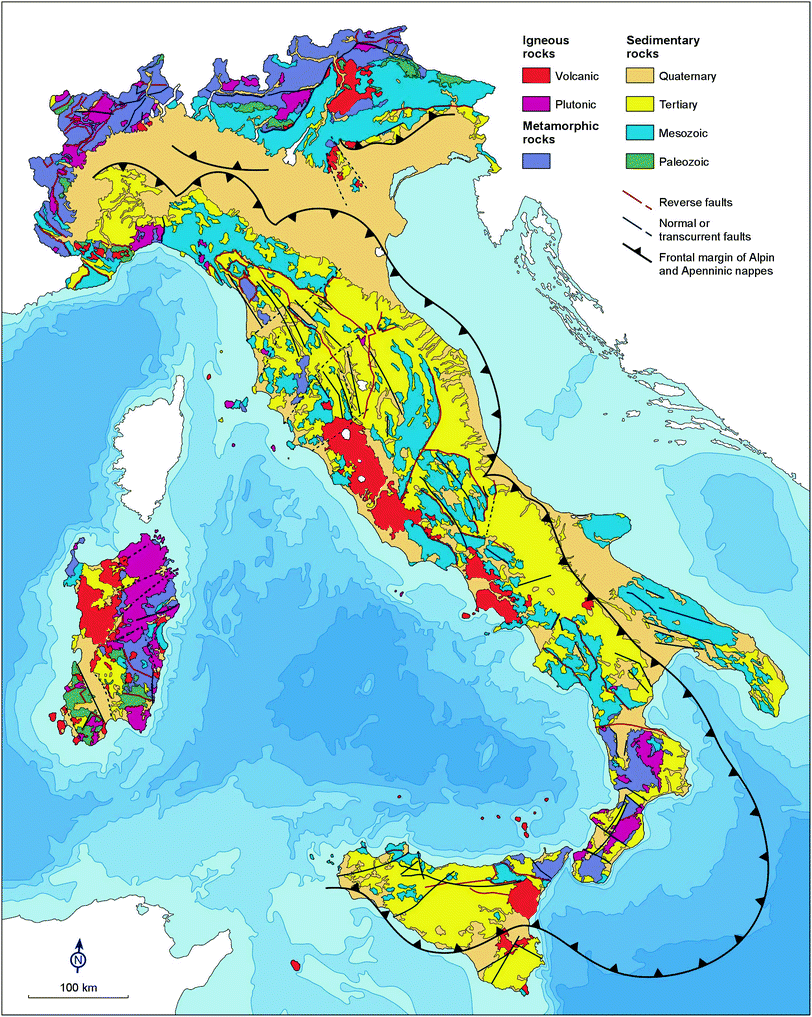 Igneous
rocks
Volcanic
Plutonic
Metamorphic
rocks
Sedimentary
rocks
Quaternary
Tertiary
Mesozoic
Paleozoic
Reverse faults
Normal or
transcurrent faults
Frontal margin of Alpin
and Apenninic nappes
N
100 km